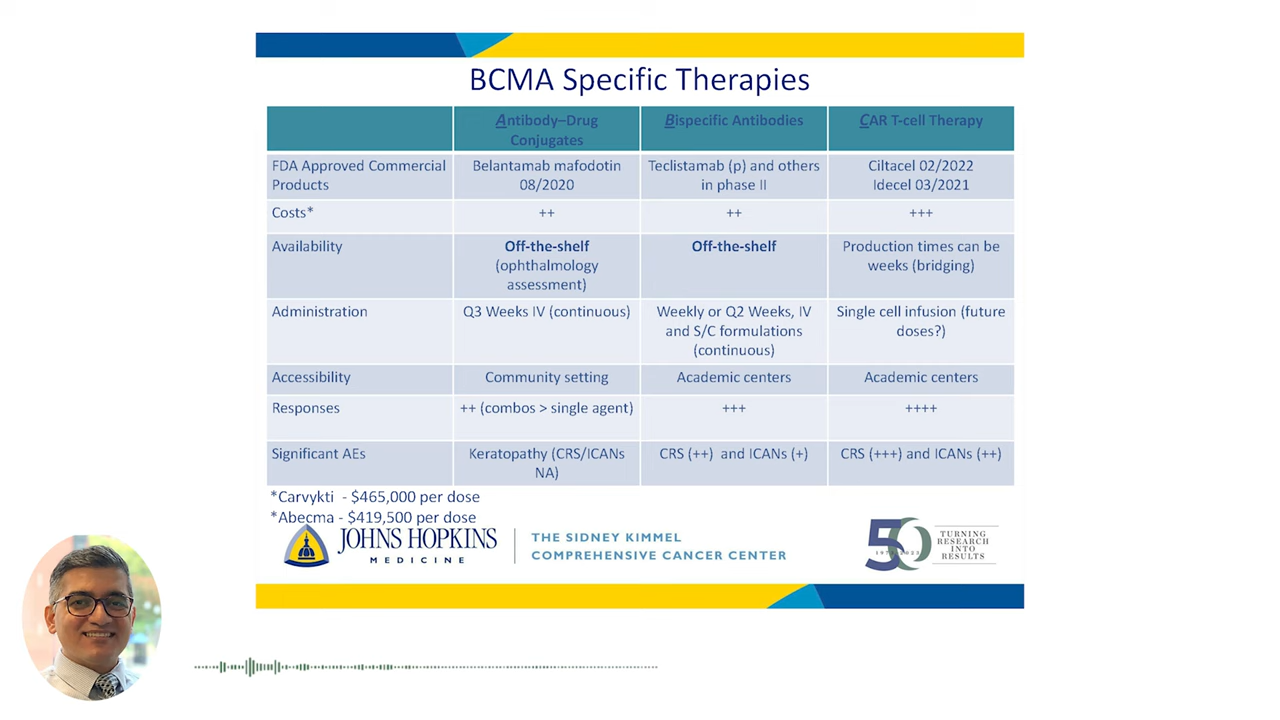 BCMA Specific Therapies
Antibody–Drug
Conjugates
Bispecific Antibodies
CAR T-cell Therapy
FDA Approved Commercial
Products
Belantamab mafodotin
08/2020
Teclistamab (p) and others
in phase II
Ciltacel 02/2022
Idecel 03/2021
Costs*
++
++
+++
Availability
Off-the-shelf
(ophthalmology
assessment)
Off-the-shelf
Production times can be
weeks (bridging)
Administration
Q3 Weeks IV (continuous)
Weekly or Q2 Weeks, IV
and S/C formulations
(continuous)
Single cell infusion (future
doses?)
Accessibility
Community setting
Academic centers
Academic centers
Responses
++ (combos > single agent)
+++
++++
Significant AEs
Keratopathy (CRS/ICANs
NA)
CRS (++) and ICANs (+)
CRS (+++) and ICANs (++)
*Carvykti - $465,000 per dose
*Abecma - $419,500 per dose
JOHNS HOPKINS
MEDICINE
THE SIDNEY KIMMEL
COMPREHENSIVE CANCER CENTER
50
TURNING
RESEARCH
INTO
RESULTS